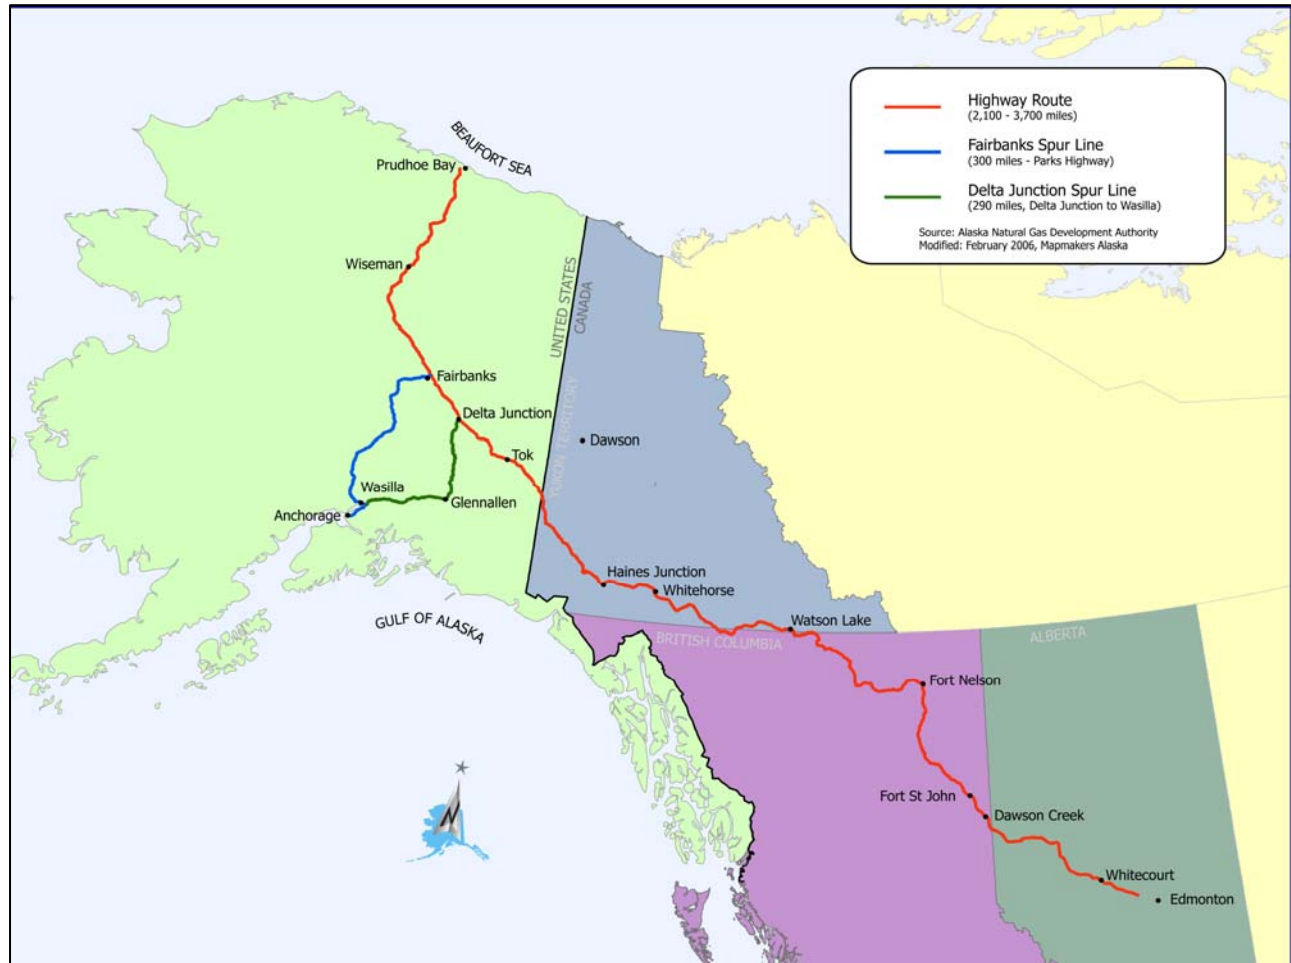 Highway Route
(2,100 - 3,700 miles)
Fairbanks Spur Line
(300 miles - Parks Highway)
Delta Junction Spur Line
(290 miles, Delta Junction to Wasilla)
Source: Alaska Natural Gas Development Authority
Modified: February 2006, Mapmakers Alaska
BEAUFORT SEA
Prudhoe Bay
Wiseman
UNITED STATES
CANADA
Fairbanks
YUKON TERRITORY
Delta Junction
Dawson
Tok
Wasilla
Glennallen
Anchorage
Haines Junction
Whitehorse
GULF OF ALASKA
Watson Lake
BRITISH COLUMBIA
ALBERTA
Fort Nelson
Fort St John
N
Dawson Creek
Whitecourt
Edmonton